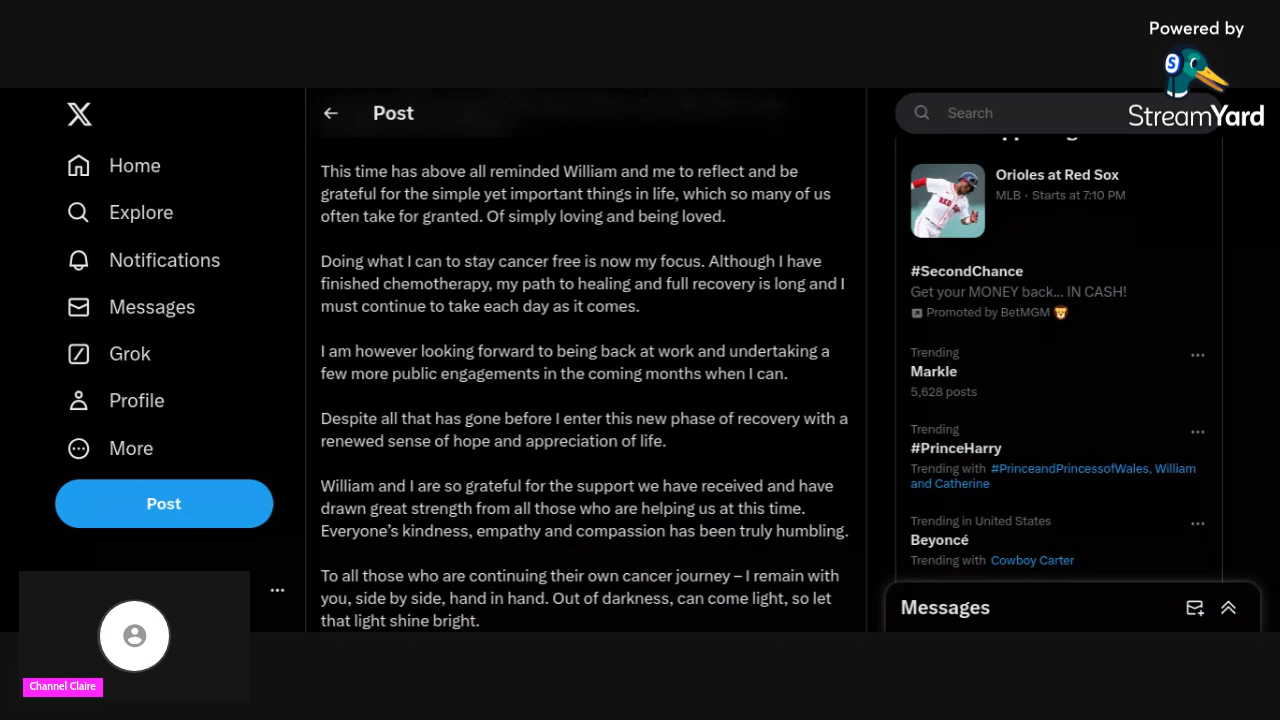 Powered by
StreamYard
Post
Search
Home
Explore
Notifications
Messages
Grok
Profile
More
Post
Channel Claire
This time has above all reminded William and me to reflect and be
grateful for the simple yet important things in life, which so many of us
often take for granted. Of simply loving and being loved.
Doing what I can to stay cancer free is now my focus. Although I have
finished chemotherapy, my path to healing and full recovery is long and I
must continue to take each day as it comes.
I am however looking forward to being back at work and undertaking a
few more public engagements in the coming months when I can.
Despite all that has gone before I enter this new phase of recovery with a
renewed sense of hope and appreciation of life.
William and I are so grateful for the support we have received and have
drawn great strength from all those who are helping us at this time.
Everyone’s kindness, empathy and compassion has been truly humbling.
To all those who are continuing their own cancer journey – I remain with
you, side by side, hand in hand. Out of darkness, can come light, so let
that light shine bright.
Orioles at Red Sox
MLB · Starts at 7:10 PM
#SecondChance
Get your MONEY back... IN CASH!
Promoted by BetMGM
Trending
Markle
5,628 posts
Trending
#PrinceHarry
Trending with #PrinceandPrincessofWales, William
and Catherine
Trending in United States
Beyoncé
Trending with Cowboy Carter
Messages